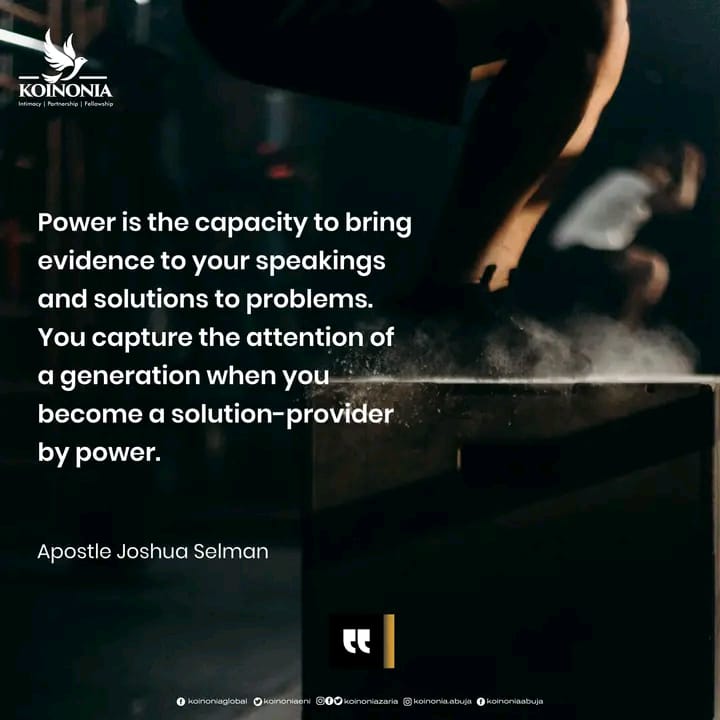 KOINONIA
Intimacy | Partnership | Fellowship
Power is the capacity to bring
evidence to your speakings
and solutions to problems.
You capture the attention of
a generation when you
become a solution-provider
by power.
Apostle Joshua Selman
koinoniaglobal koinoniaeni koinoniazaria koinonia.abuja koinoniaabuja